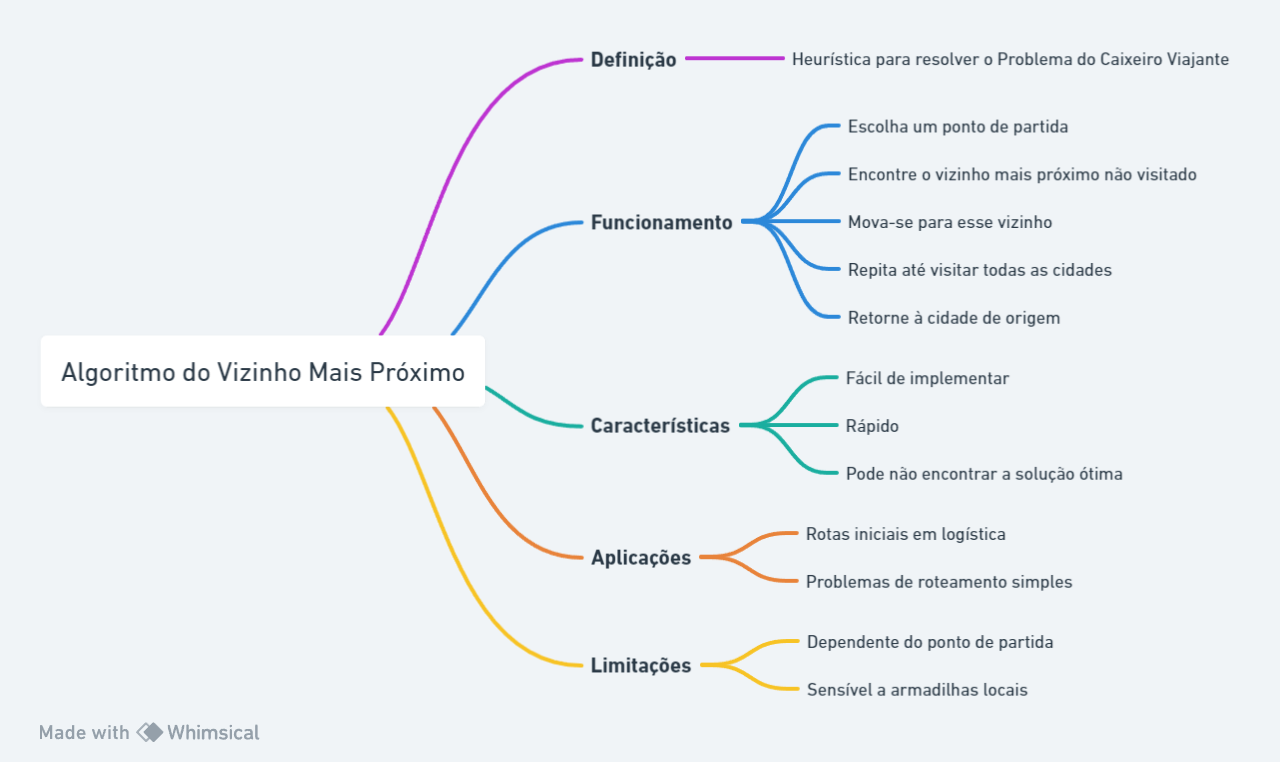 Algoritmo do Vizinho Mais Próximo
Definição
Heurística para resolver o Problema do Caixeiro Viajante
Funcionamento
Escolha um ponto de partida
Encontre o vizinho mais próximo não visitado
Mova-se para esse vizinho
Repita até visitar todas as cidades
Retorne à cidade de origem
Características
Fácil de implementar
Rápido
Pode não encontrar a solução ótima
Aplicações
Rotas iniciais em logística
Problemas de roteamento simples
Limitações
Dependente do ponto de partida
Sensível a armadilhas locais
Made with Whimsical